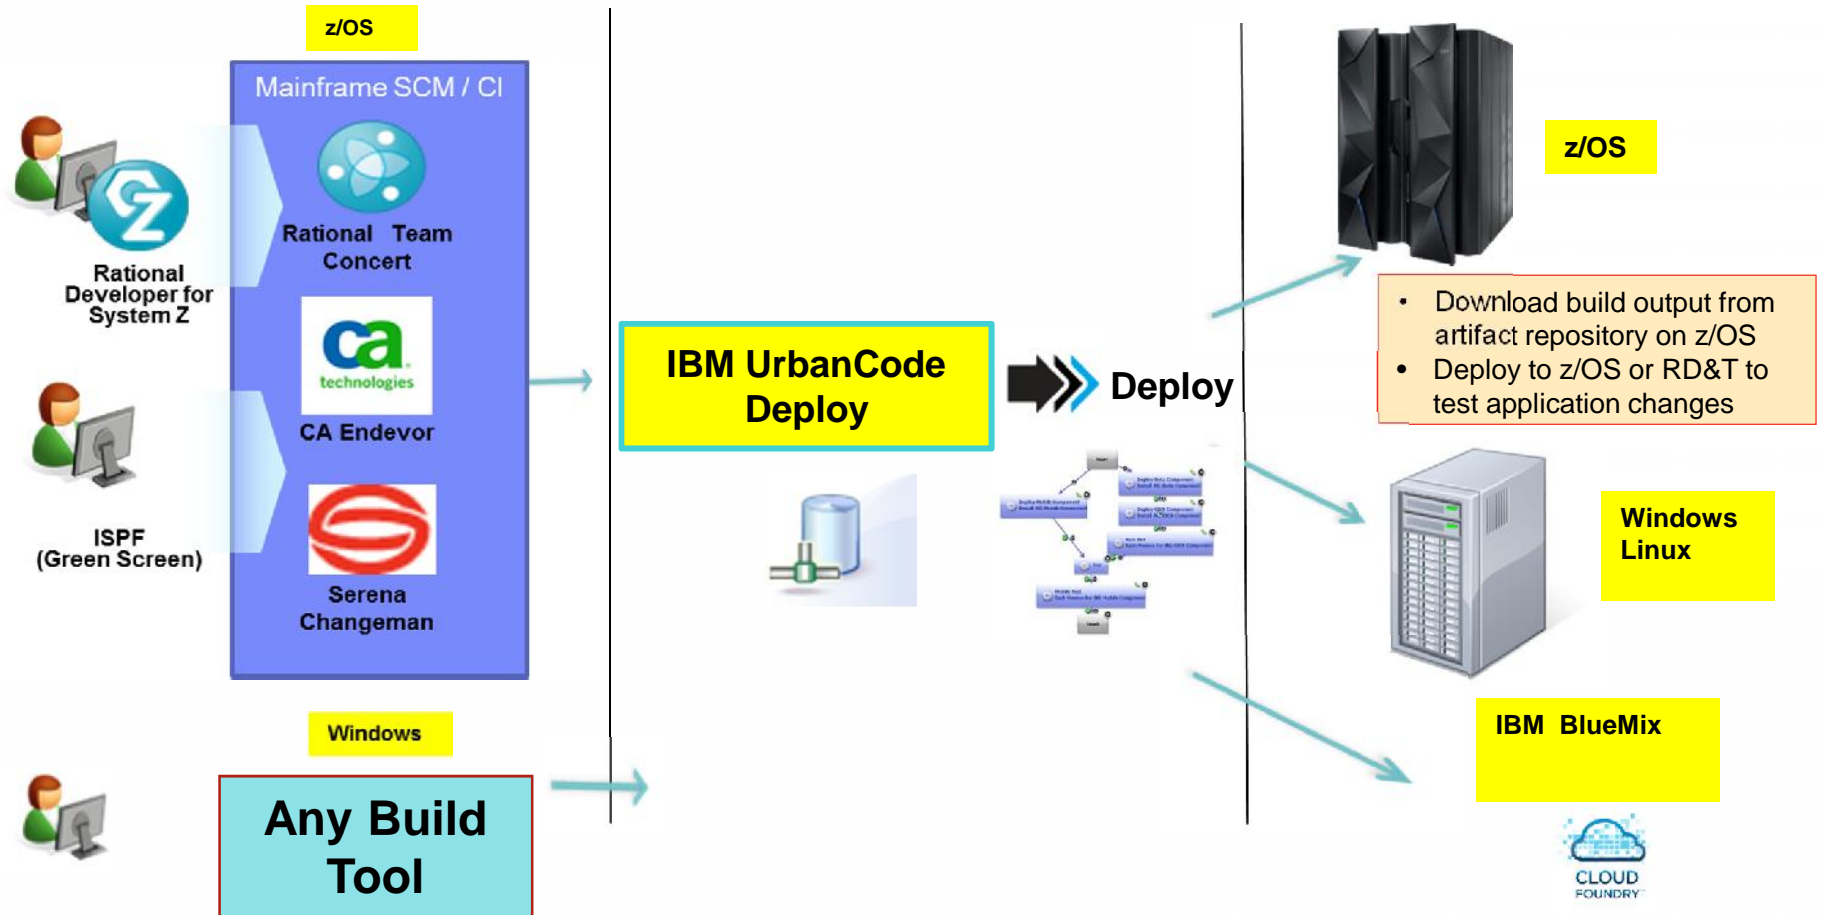 z/OS
Mainframe SCM / CI
Rational Developer for System Z
Rational Team
Concert
ca
technologies
CA Endevor
ISPF
(Green Screen)
Serena
Changeman
Windows
Any Build
Tool
IBM UrbanCode
Deploy
Deploy
z/OS
• Download build output from
artifact repository on z/OS
• Deploy to z/OS or RD&T to
test application changes
Windows
Linux
IBM BlueMix
CLOUD
FOUNDRY